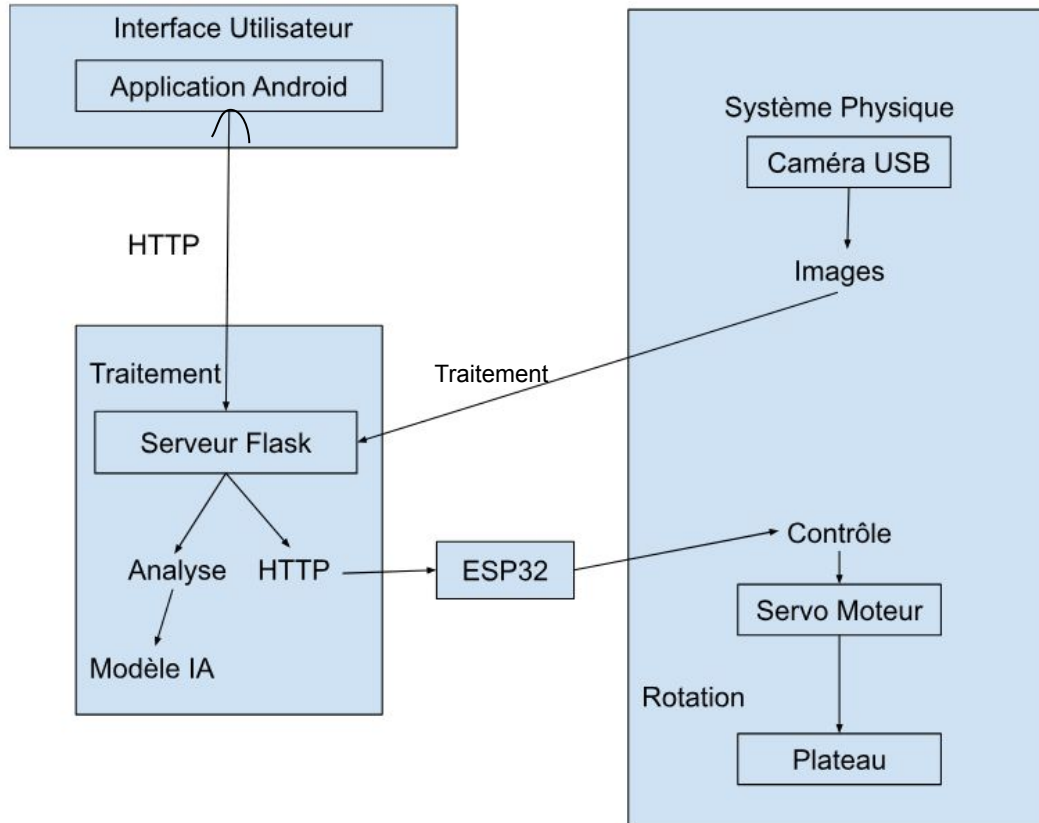 Interface Utilisateur
Application Android
HTTP
Traitement
Serveur Flask
Analyse
HTTP
Modèle IA
Traitement
ESP32
Système Physique
Caméra USB
Images
Contrôle
Servo Moteur
Rotation
Plateau